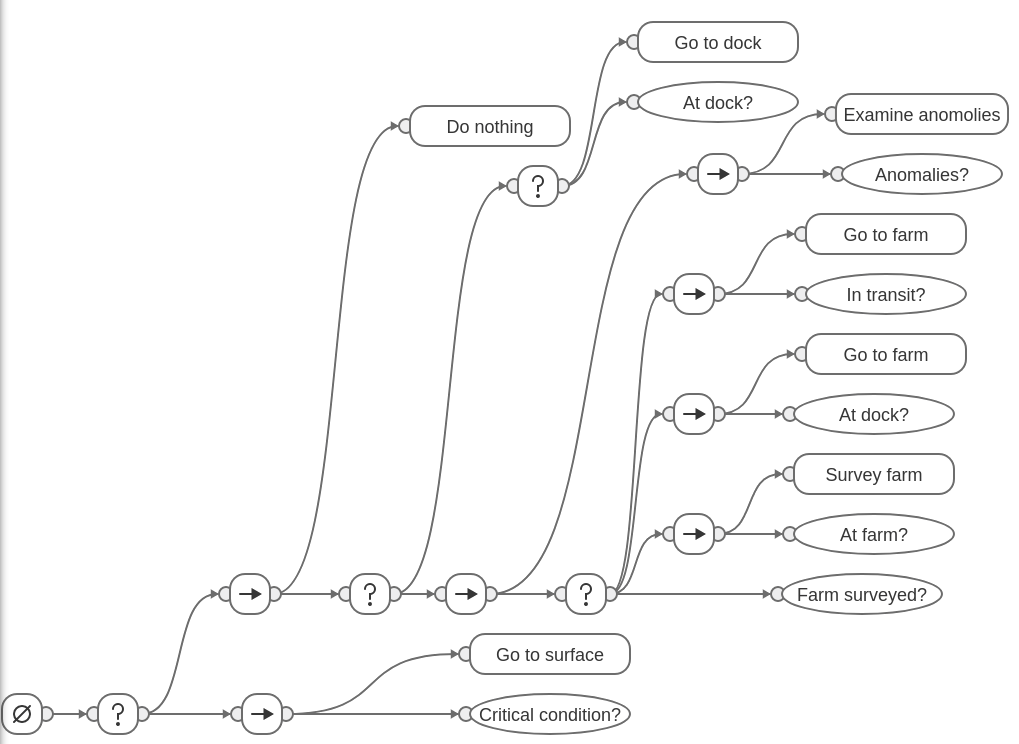 Go to dock
At dock?
Examine anomolies
Do nothing
Anomalies?
?
Go to farm
In transit?
Go to farm
At dock?
Survey farm
At farm?
?
?
Farm surveyed?
Go to surface
?
Critical condition?